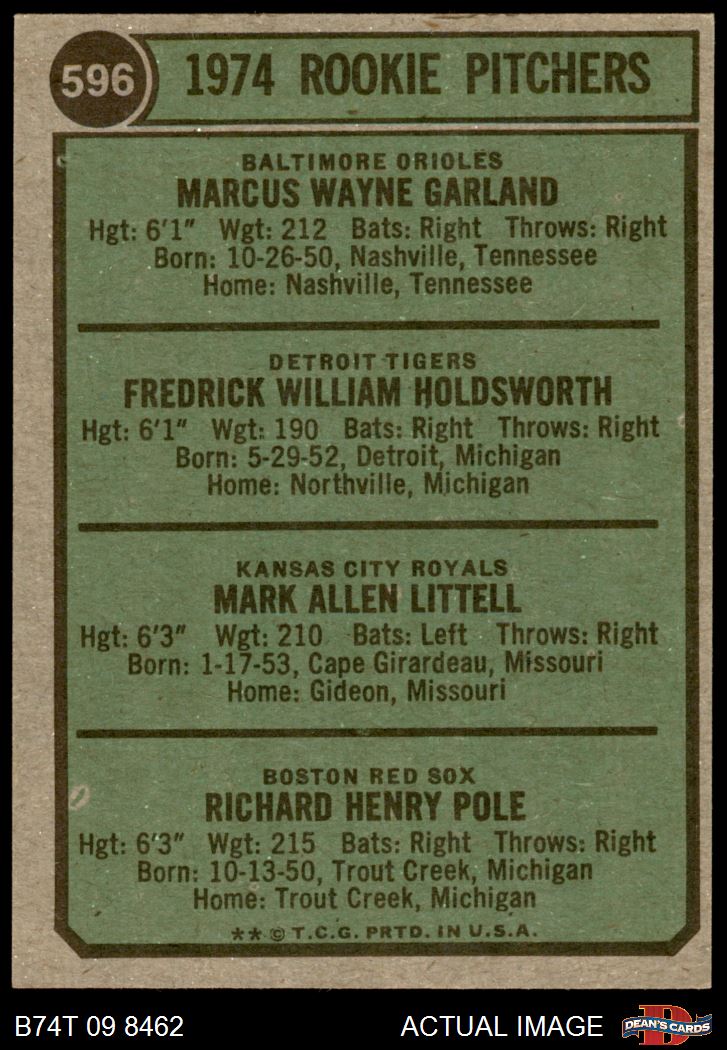 596
1974 ROOKIE PITCHERS
BALTIMORE ORIOLES
MARCUS WAYNE GARLAND
Hgt: 6'1" Wgt: 212 Bats: Right Throws: Right
Born: 10-26-50, Nashville, Tennessee
Home: Nashville, Tennessee
DETROIT TIGERS
FREDRICK WILLIAM HOLDSWORTH
Hgt: 6'1" Wgt: 190 Bats: Right Throws: Right
Born: 5-29-52, Detroit, Michigan
Home: Northville, Michigan
KANSAS CITY ROYALS
MARK ALLEN LITTELL
Hgt: 6'3" Wgt: 210 Bats: Left Throws: Right
Born: 1-17-53, Cape Girardeau, Missouri
Home: Gideon, Missouri
BOSTON RED SOX
RICHARD HENRY POLE
Hgt: 6'3" Wgt: 215 Bats: Right Throws: Right
Born: 10-13-50, Trout Creek, Michigan
Home: Trout Creek, Michigan
** © T.C.G. PRTD. IN U.S.A.
B74T 09 8462
ACTUAL IMAGE
D
DEAN'S CARDS